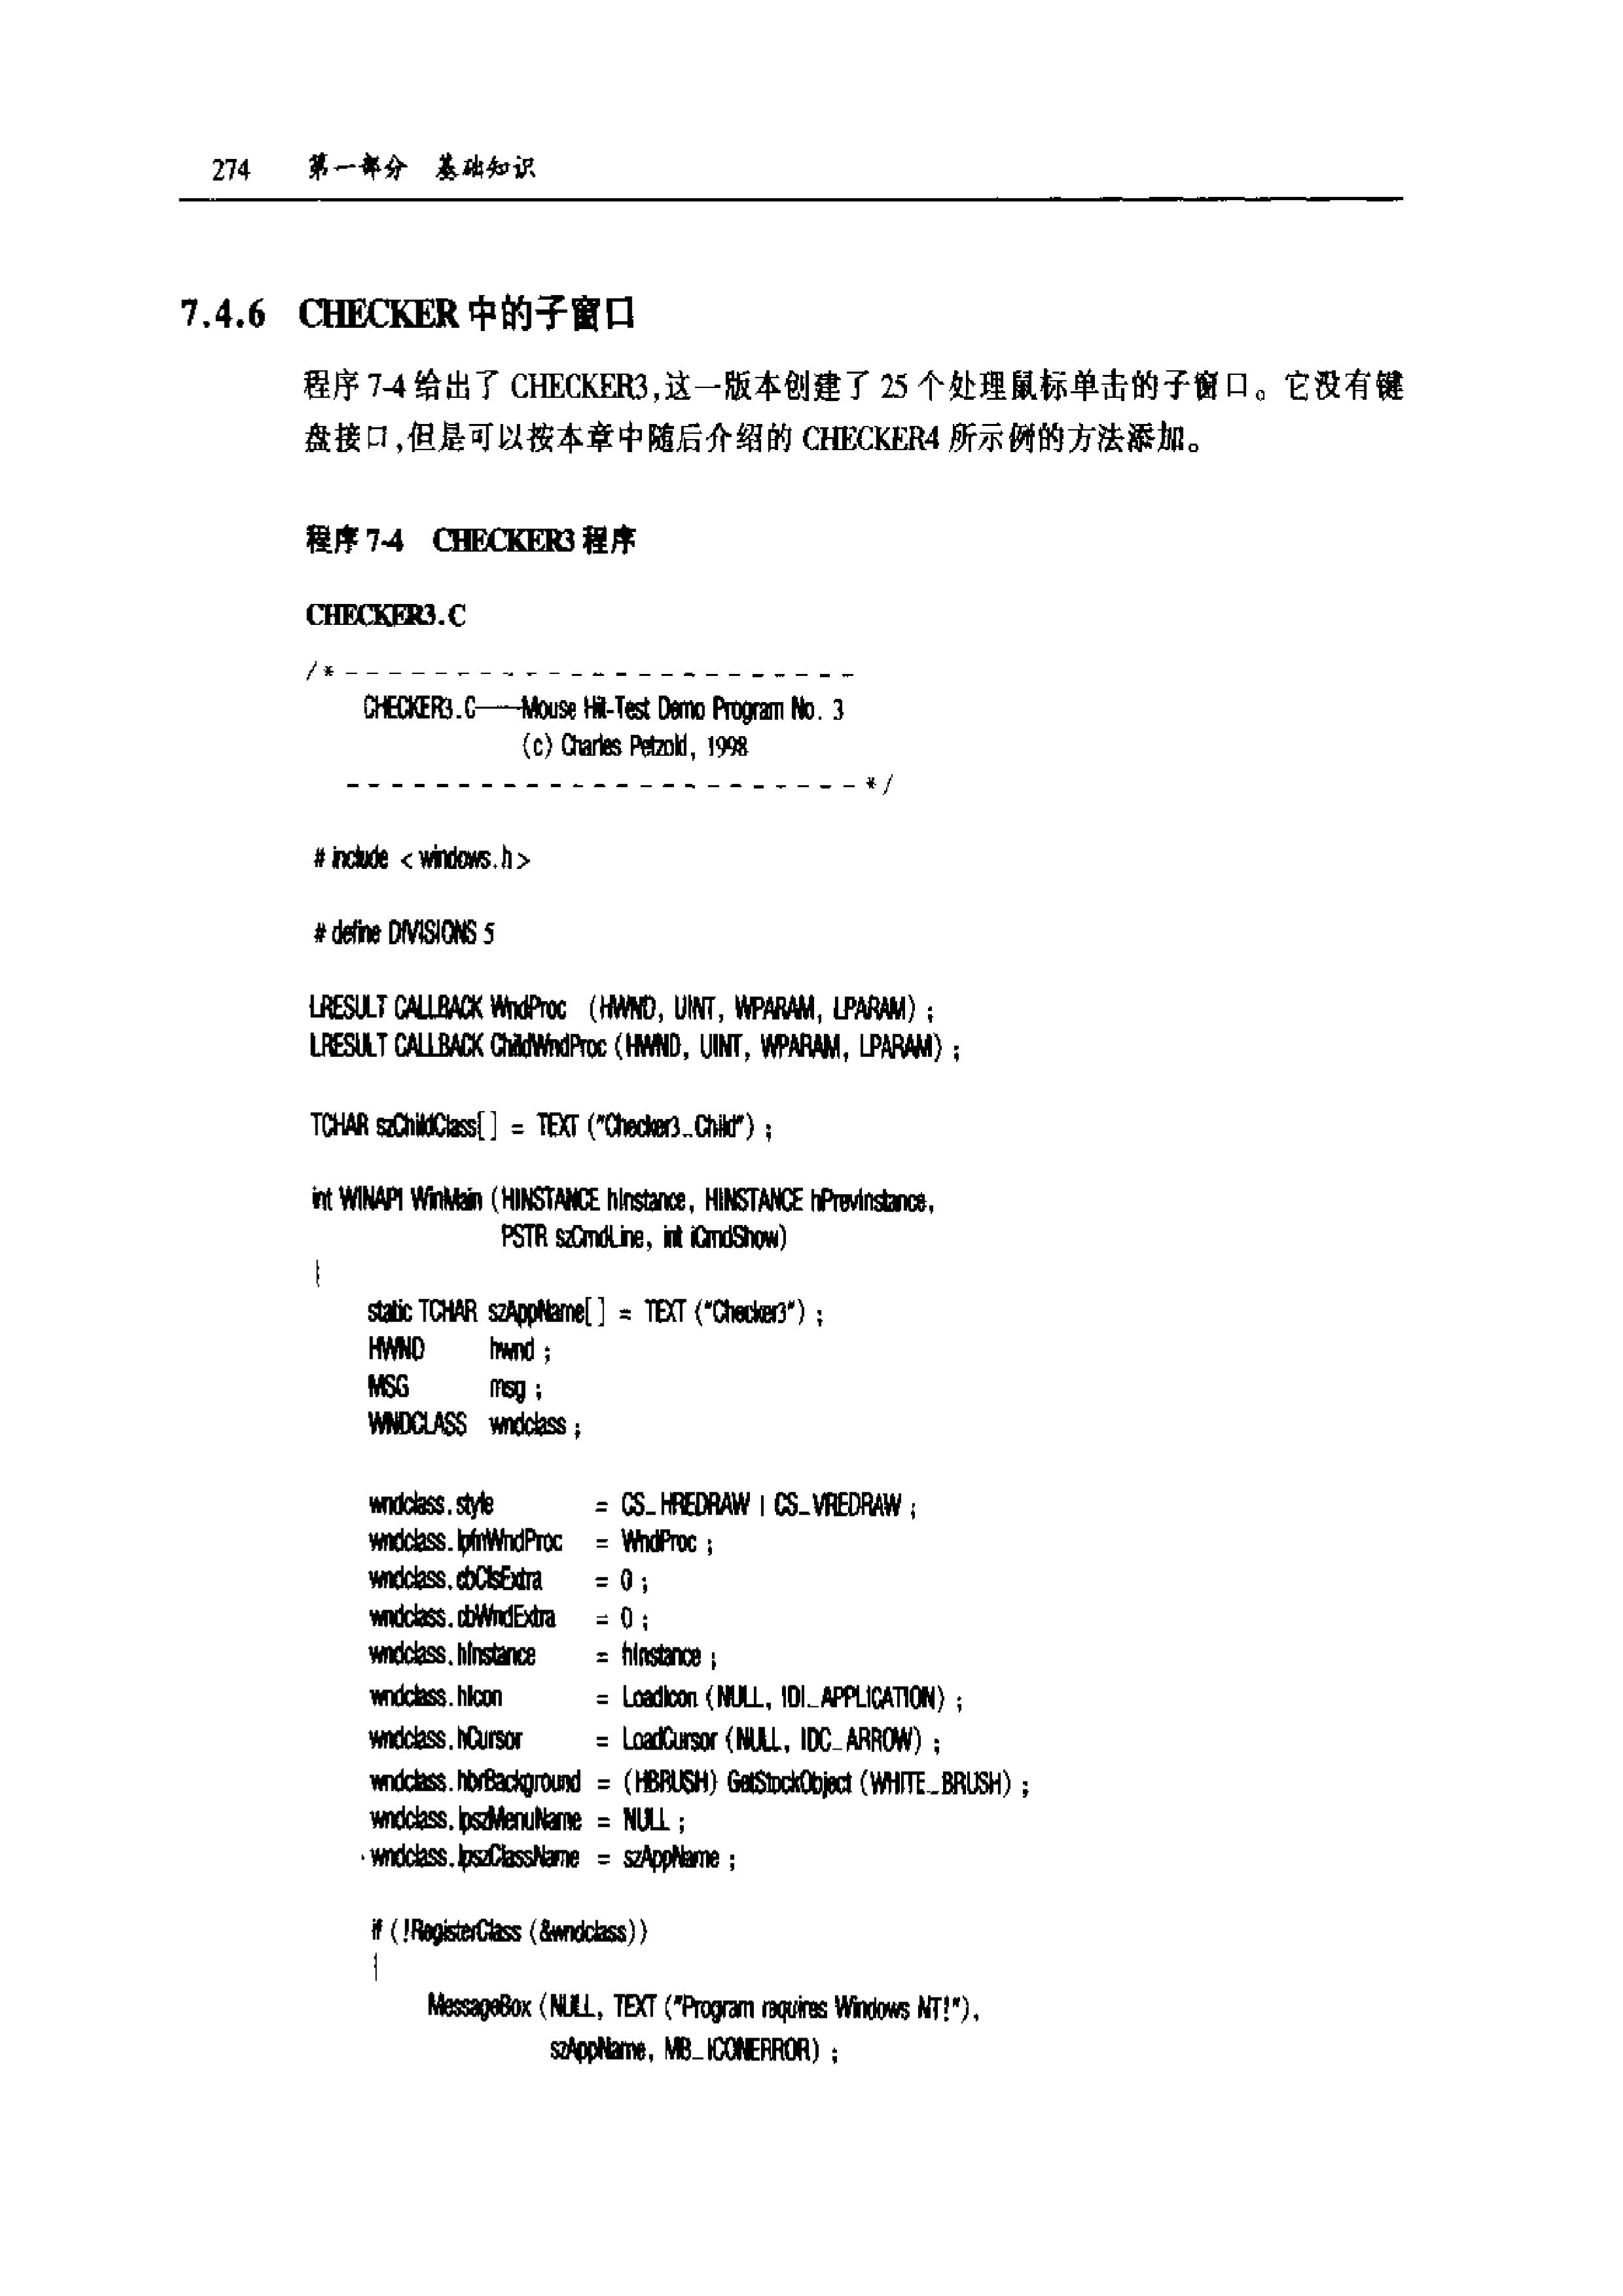 274 第一部分 基础知识
7.4.6 CHECKER 中的子窗口
程序 7-4 给出了 CHECKER3,这一版本创建了 25 个处理鼠标单击的子窗口。它没有键
盘接口,但是可以按本章中随后介绍的 CHECKER4 所示例的方法添加。
程序 7-4 CHECKER3 程序
CHECKER3.C
/* - - - - - - - - - - - - - - - - - - - - - - -
CHECKER3.C——Mouse Hit-Test Demo Program No. 3
(c) Charles Petzold, 1998
- - - - - - - - - - - - - - - - - - - - - - - */
# include < windows.h >
# define DIVISIONS 5
LRESULT CALLBACK WndProc (HWND, UINT, WPARAM, LPARAM) ;
LRESULT CALLBACK ChildWndProc (HWND, UINT, WPARAM, LPARAM) ;
TCHAR szChildClass[] = TEXT ("Checker3_Child") ;
int WINAPI WinMain (HINSTANCE hInstance, HINSTANCE hPrevInstance,
PSTR szCmdLine, int iCmdShow)
{
static TCHAR szAppName[] = TEXT ("Checker3") ;
HWND hwnd ;
MSG msg ;
WNDCLASS wndclass ;
wndclass.style = CS_HREDRAW | CS_VREDRAW ;
wndclass.lpfnWndProc = WndProc ;
wndclass.cbClsExtra = 0 ;
wndclass.cbWndExtra = 0 ;
wndclass.hInstance = hInstance ;
wndclass.hIcon = LoadIcon (NULL, IDI_APPLICATION) ;
wndclass.hCursor = LoadCursor (NULL, IDC_ARROW) ;
wndclass.hbrBackground = (HBRUSH) GetStockObject (WHITE_BRUSH) ;
wndclass.lpszMenuName = NULL ;
wndclass.lpszClassName = szAppName ;
if (!RegisterClass (&wndclass))
{
MessageBox (NULL, TEXT ("Program requires Windows NT!"),
szAppName, MB_ICONERROR) ;